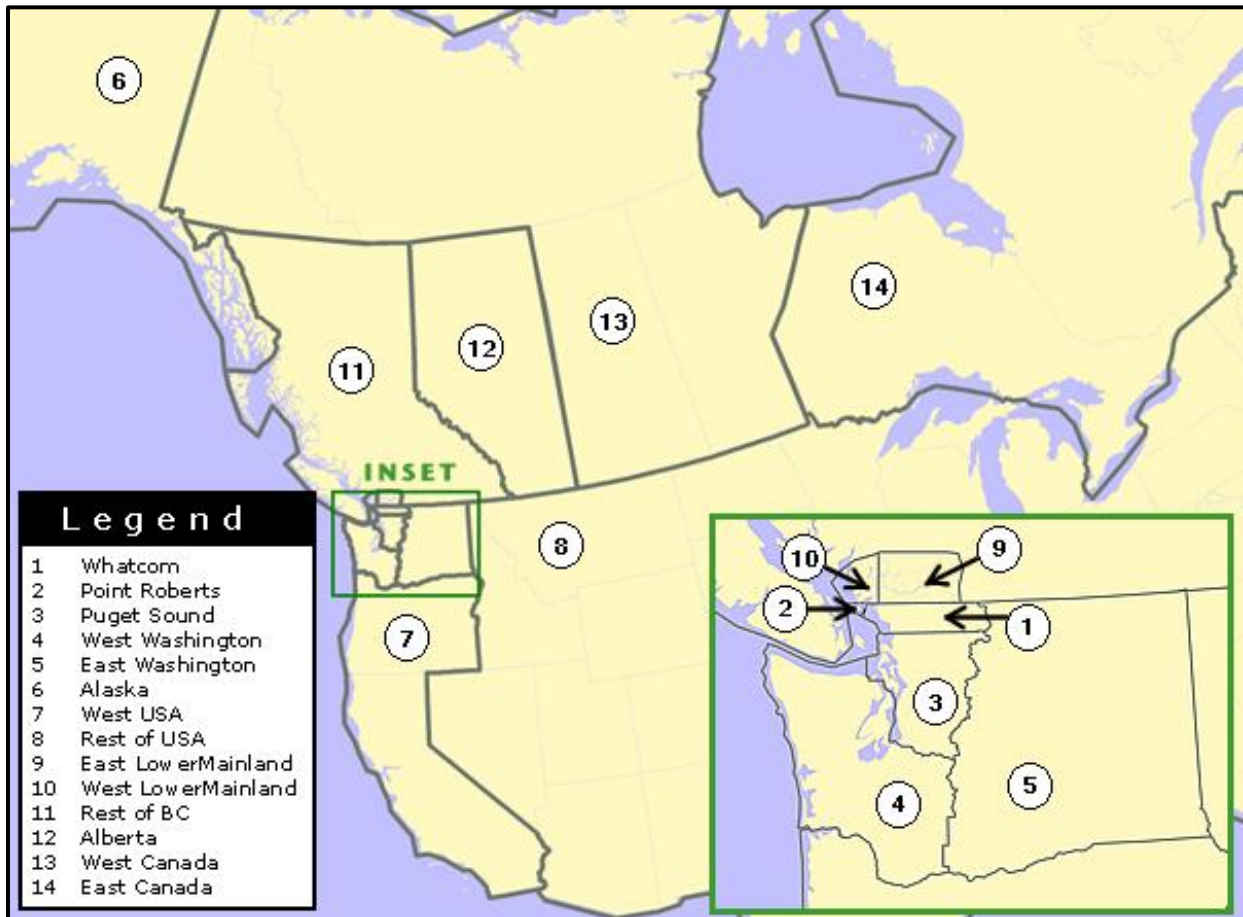 6
14
13
12
11
INSET
8
7
Legend
1 Whatcom
2 Point Roberts
3 Puget Sound
4 West Washington
5 East Washington
6 Alaska
7 West USA
8 Rest of USA
9 East LowerMainland
10 West LowerMainland
11 Rest of BC
12 Alberta
13 West Canada
14 East Canada
9
10
2
1
3
5
4